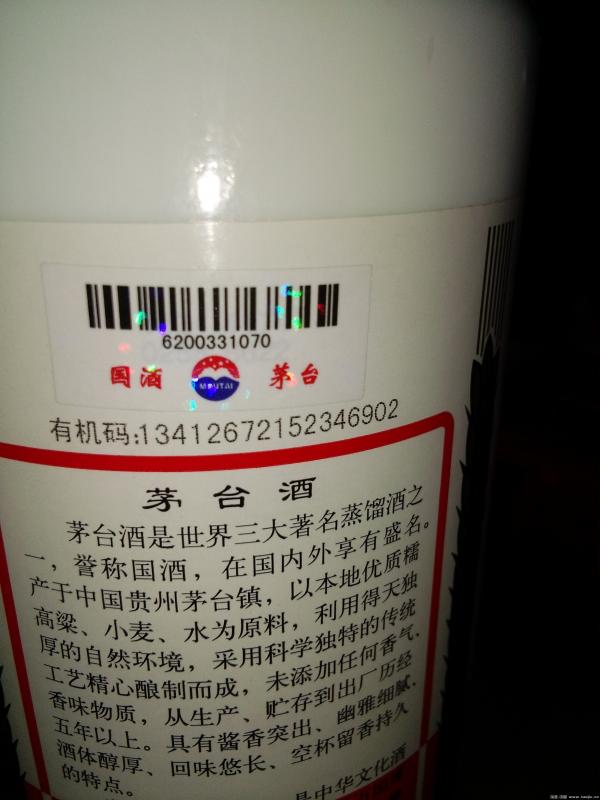 6200331070
国酒 MOUTAI 茅台
有机码:13412672152346902
茅台酒
茅台酒是世界三大著名蒸馏酒之
一，誉称国酒，在国内外享有盛名。
产于中国贵州茅台镇，以本地优质糯
高粱、小麦、水为原料，利用得天独
厚的自然环境，采用科学独特的传统
工艺精心酿制而成，未添加任何香气、
香味物质，从生产、贮存到出厂历经
五年以上。具有酱香突出、幽雅细腻、
酒体醇厚、回味悠长、空杯留香持久
的特点。
是中华文化酒